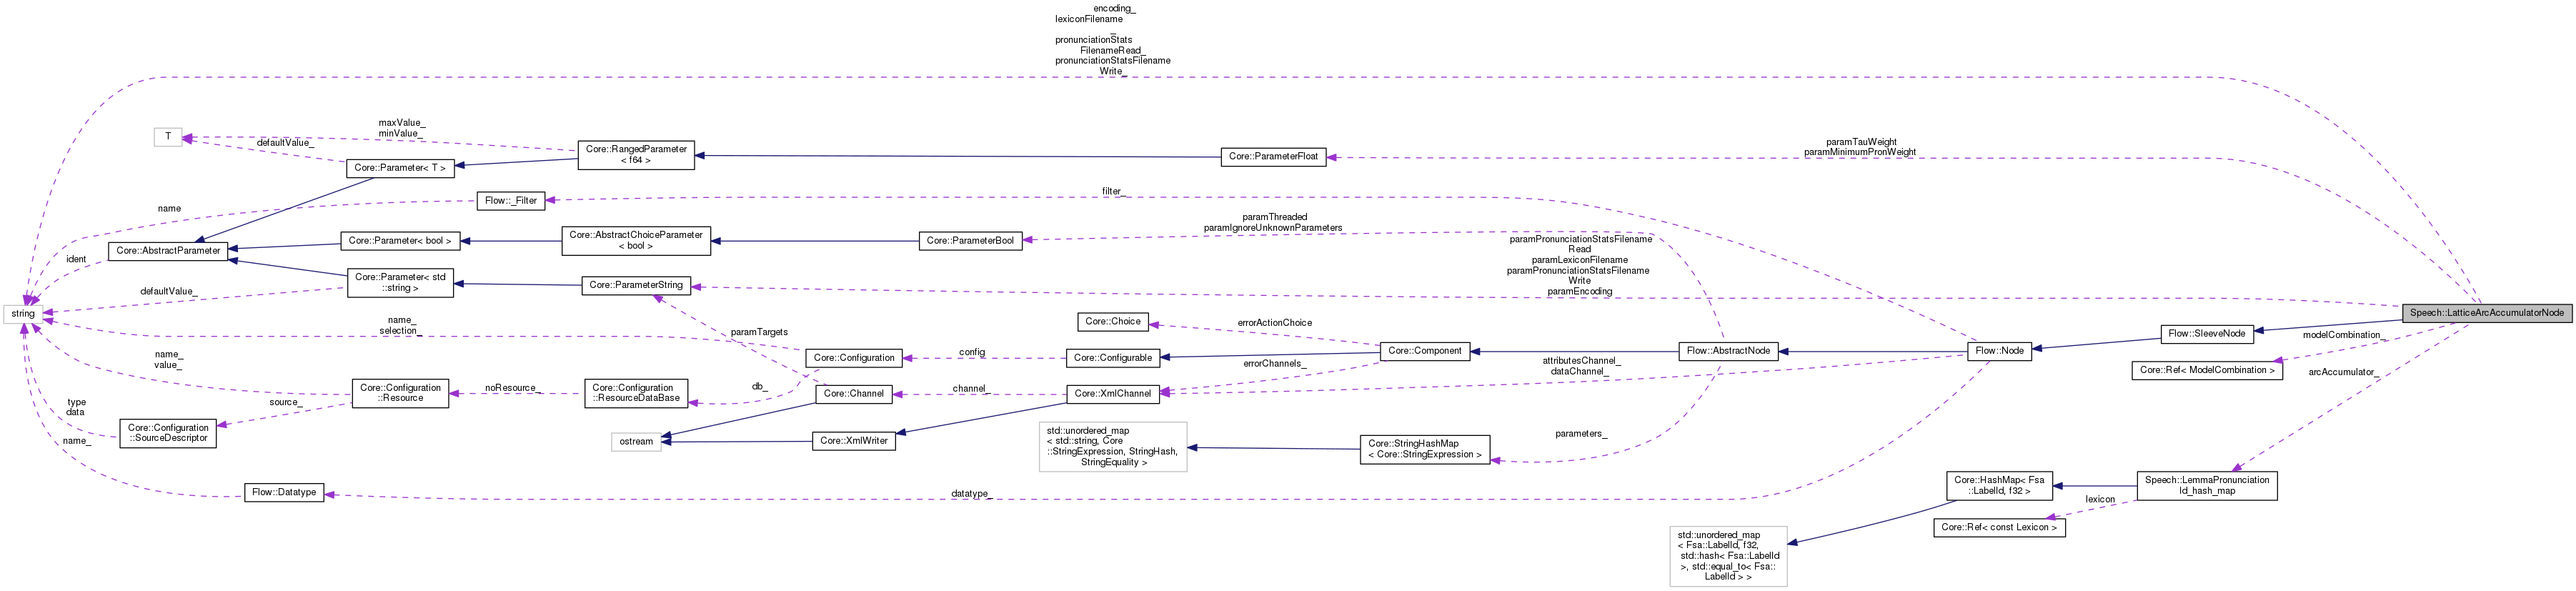 encoding_
lexiconFilename
_
pronunciationStats
FilenameRead_
pronunciationStatsFilename
Write_
T
maxValue_
minValue_
defaultValue_
Core::RangedParameter
< f64 >
Core::ParameterFloat
paramTauWeight
paramMinimumPronWeight
Core::Parameter< T >
name
Flow::_Filter
filter_
Core::AbstractParameter
Core::Parameter< bool >
Core::AbstractChoiceParameter
< bool >
Core::ParameterBool
paramThreaded
paramIgnoreUnknownParameters
ident
Core::Parameter< std
::string >
Core::ParameterString
paramPronunciationStatsFilename
Read
paramLexiconFilename
paramPronunciationStatsFilename
Write
paramEncoding
defaultValue_
string
name_
selection_
paramTargets
Core::Choice
errorActionChoice
Speech::LatticeArcAccumulatorNode
Flow::SleeveNode
modelCombination_
name_
value_
Core::Configuration
config
Core::Configurable
Core::Component
Flow::AbstractNode
Flow::Node
Core::Ref< ModelCombination >
attributesChannel_
dataChannel_
errorChannels_
arcAccumulator_
type
data
source_
Core::Configuration
::Resource
noResource_
Core::Configuration
::ResourceDataBase
db_
Core::Channel
channel_
Core::XmlChannel
Core::Configuration
::SourceDescriptor
name_
ostream
Core::XmlWriter
std::unordered_map
< std::string, Core
::StringExpression, StringHash,
StringEquality >
Core::StringHashMap
< Core::StringExpression >
parameters_
Flow::Datatype
datatype_
Core::HashMap< Fsa
::LabelId, f32 >
Speech::LemmaPronunciation
Id_hash_map
lexicon
Core::Ref< const Lexicon >
std::unordered_map
< Fsa::LabelId, f32,
std::hash< Fsa::LabelId
>, std::equal_to< Fsa::
LabelId > >